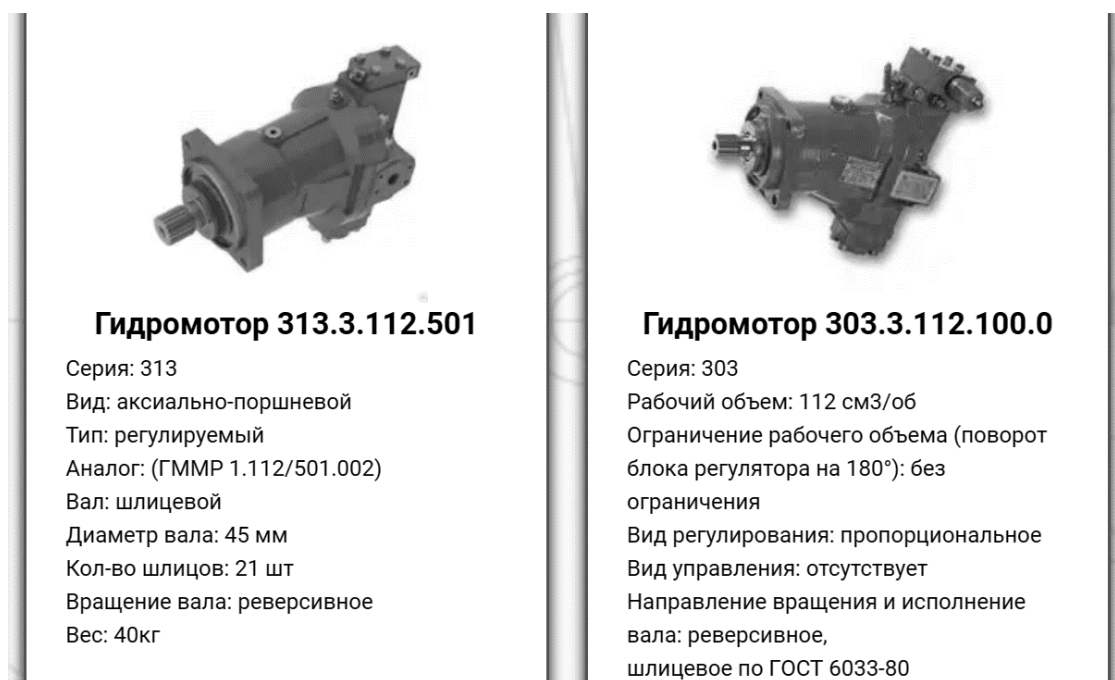 Гидромотор 313.3.112.501
Серия: 313
Вид: аксиально-поршневой
Тип: регулируемый
Аналог: (ГММР 1.112/501.002)
Вал: шлицевой
Диаметр вала: 45 мм
Кол-во шлицов: 21 шт
Вращение вала: реверсивное
Вес: 40кг
Гидромотор 303.3.112.100.0
Серия: 303
Рабочий объем: 112 см3/об
Ограничение рабочего объема (поворот
блока регулятора на 180°): без
ограничения
Вид регулирования: пропорциональное
Вид управления: отсутствует
Направление вращения и исполнение
вала: реверсивное,
шлицевое по ГОСТ 6033-80